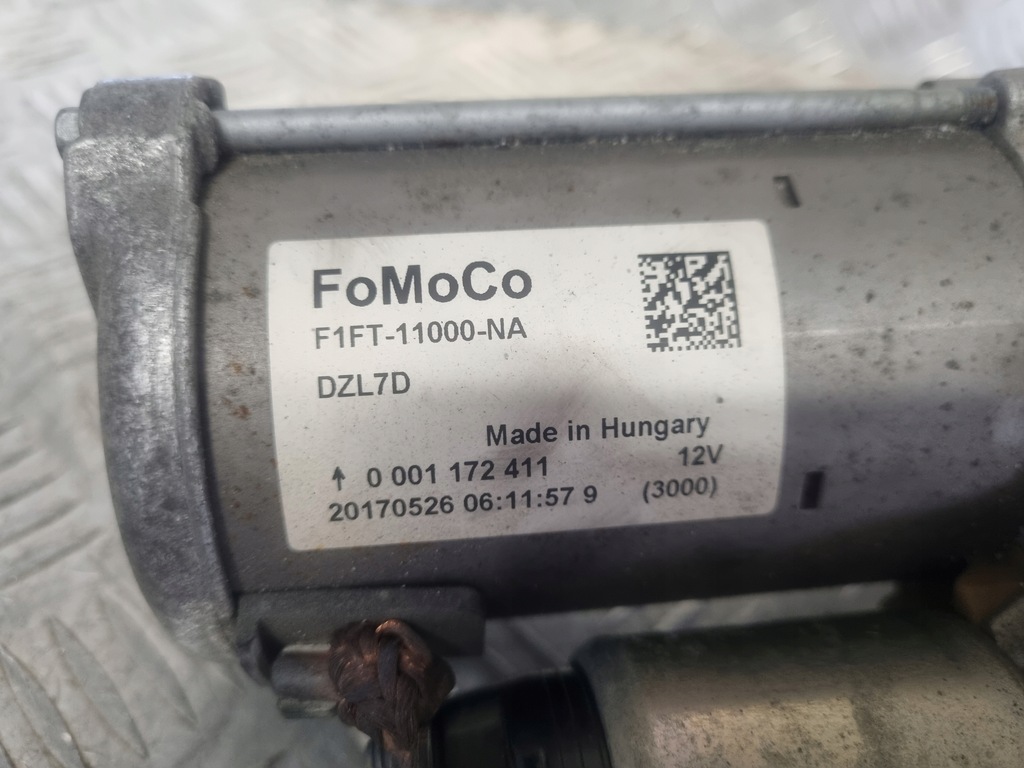 FoMoCo
F1FT-11000-NA
DZL7D
Made in Hungary
0 001 172 411 12V
20170526 06:11:57 9 (3000)